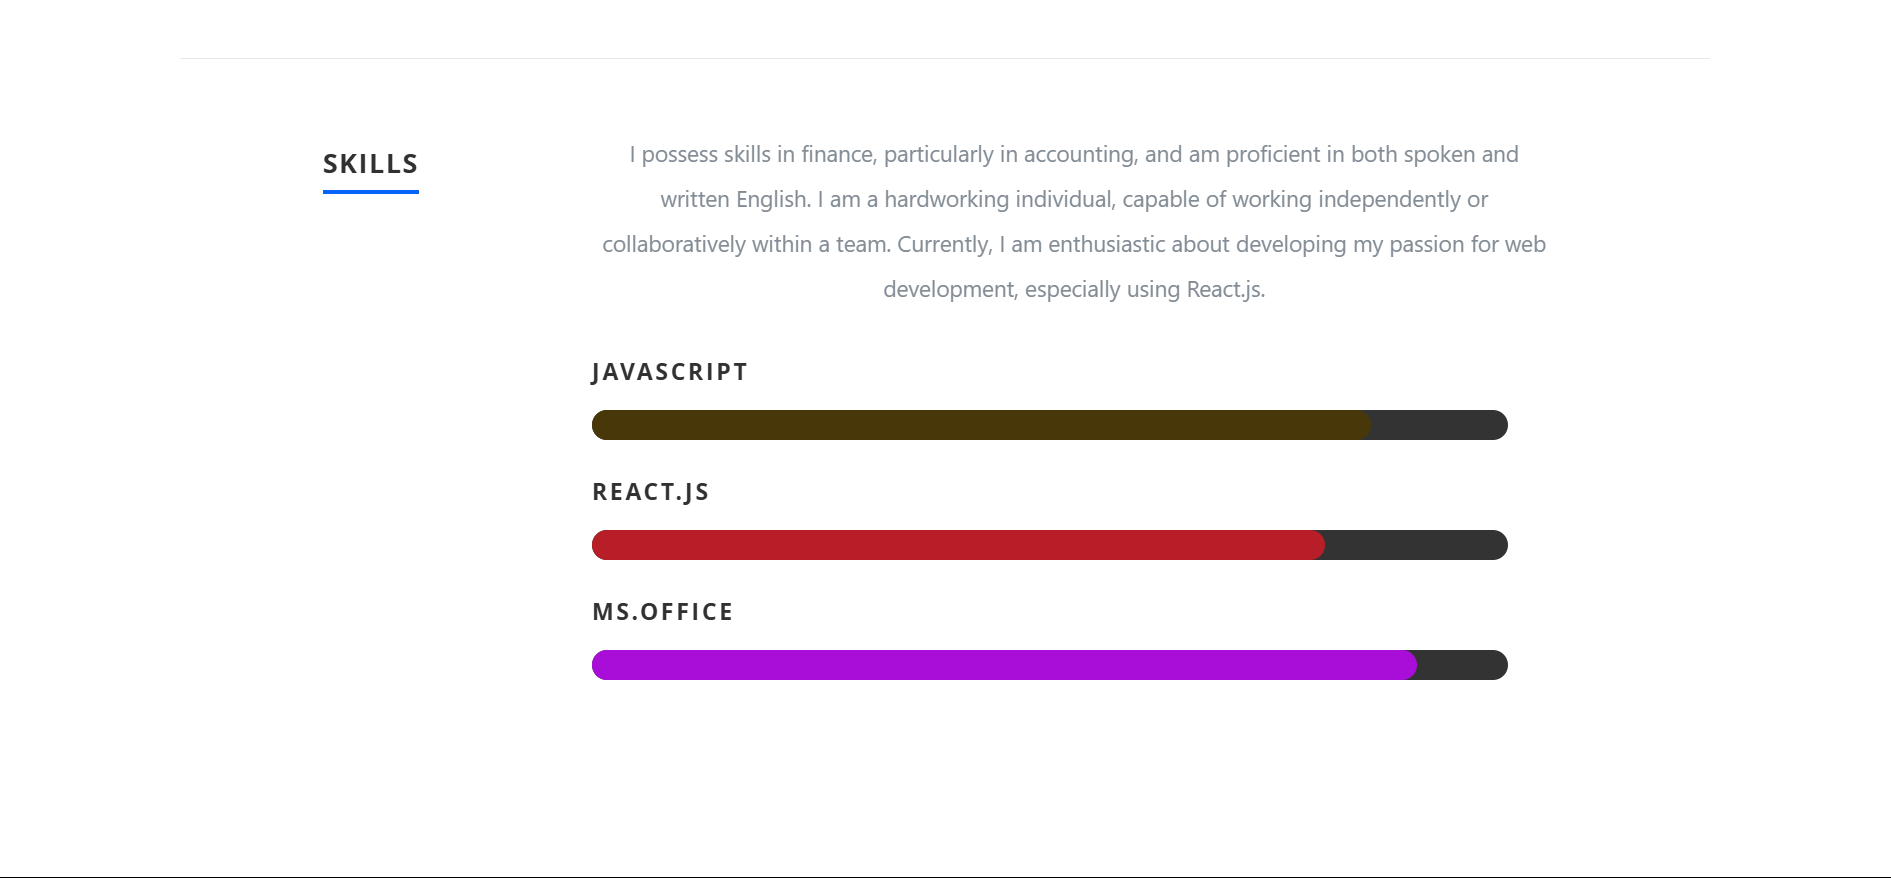 SKILLS
I possess skills in finance, particularly in accounting, and am proficient in both spoken and
written English. I am a hardworking individual, capable of working independently or
collaboratively within a team. Currently, I am enthusiastic about developing my passion for web
development, especially using React.js.
JAVASCRIPT
REACT.JS
MS.OFFICE